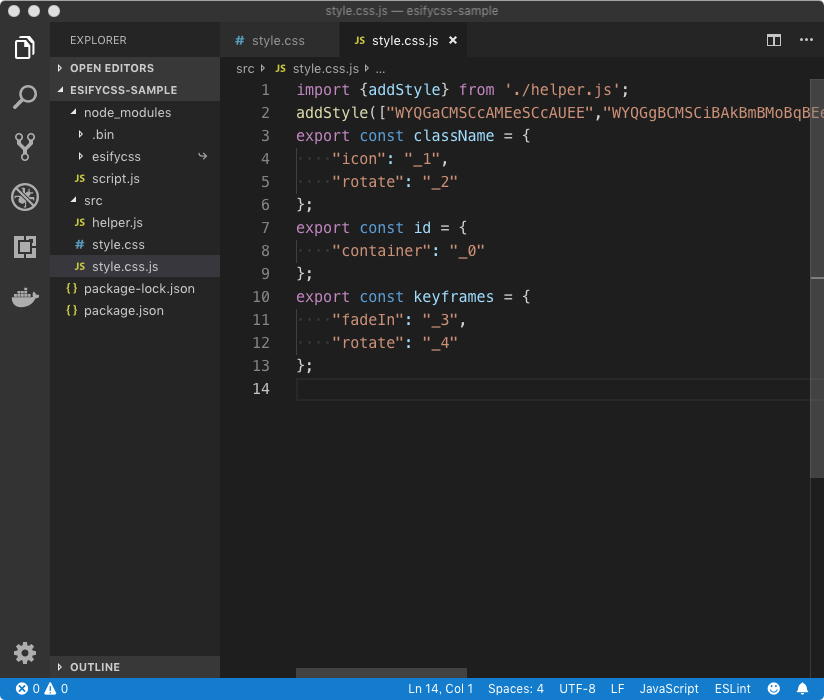 style.css.js — esifycss-sample
EXPLORER
OPEN EDITORS
ESIFYCSS-SAMPLE
node_modules
.bin
esifycss
JS script.js
src
JS helper.js
# style.css
JS style.css.js
{} package-lock.json
{} package.json
OUTLINE
# style.css JS style.css.js ×
src JS style.css.js ...
1 import {addStyle} from './helper.js';
2 addStyle(["WYQGaCMSCcAMEeSCcAUEE","WYQGgBCMSCiBAkBmBMoBqBEe
3 export const className = {
4 ····"icon": "_1",
5 ····"rotate": "_2"
6 };
7 export const id = {
8 ····"container": "_0"
9 };
10 export const keyframes = {
11 ····"fadeIn": "_3",
12 ····"rotate": "_4"
13 };
14
0 0 Ln 14, Col 1 Spaces: 4 UTF-8 LF JavaScript ESLint